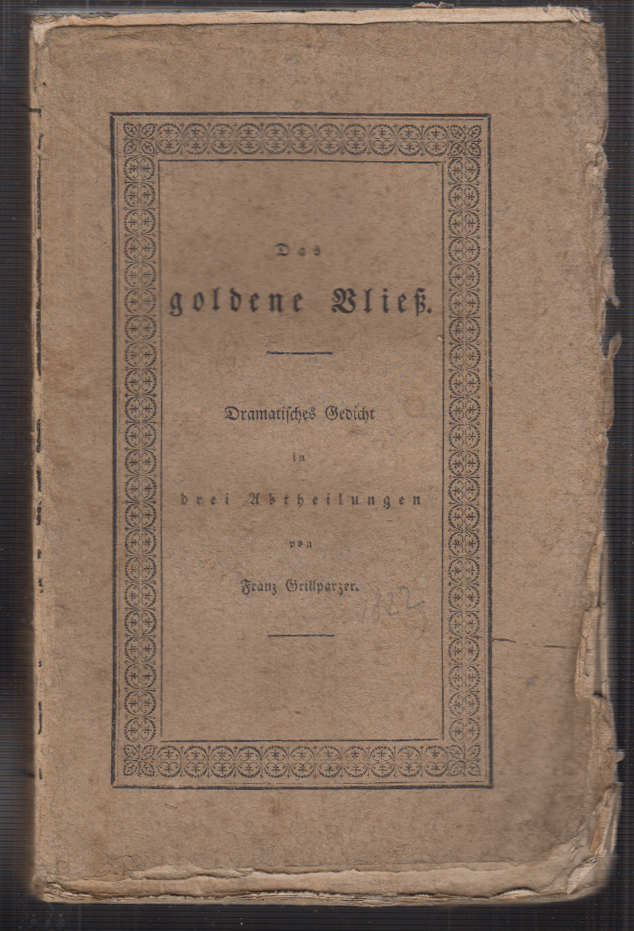 Das
goldene Vließ.
Dramatisches Gedicht
in
drei Abtheilungen
von
Franz Grillparzer.
1822